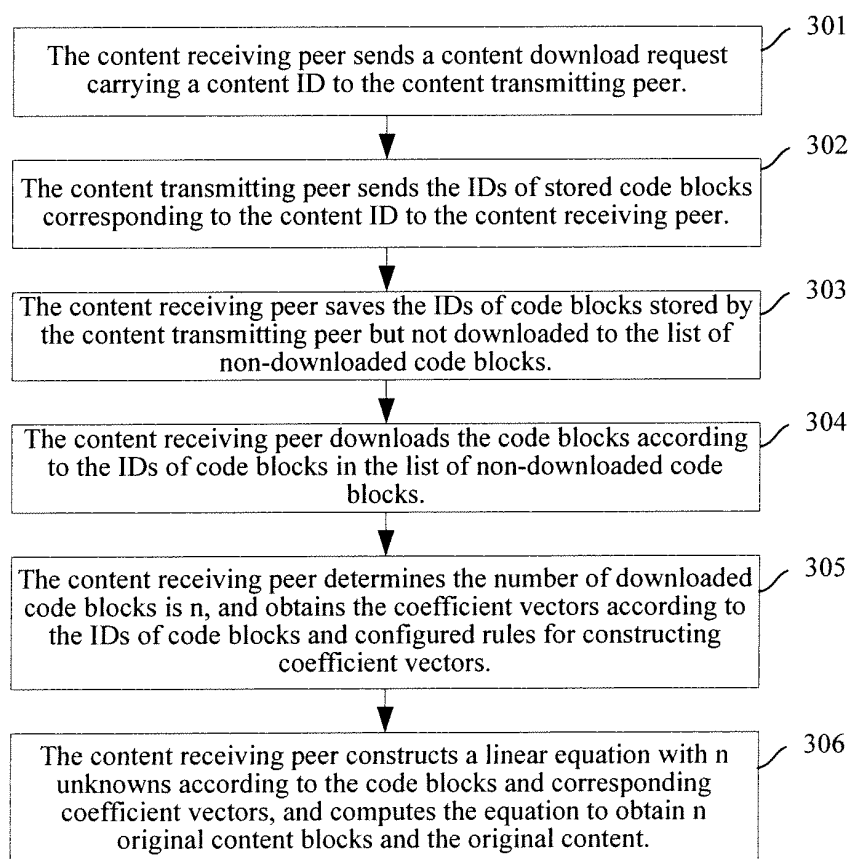 301
The content receiving peer sends a content download request
carrying a content ID to the content transmitting peer.
302
The content transmitting peer sends the IDs of stored code blocks
corresponding to the content ID to the content receiving peer.
303
The content receiving peer saves the IDs of code blocks stored by
the content transmitting peer but not downloaded to the list of
non-downloaded code blocks.
304
The content receiving peer downloads the code blocks according
to the IDs of code blocks in the list of non-downloaded code
blocks.
305
The content receiving peer determines the number of downloaded
code blocks is n, and obtains the coefficient vectors according to
the IDs of code blocks and configured rules for constructing
coefficient vectors.
306
The content receiving peer constructs a linear equation with n
unknowns according to the code blocks and corresponding
coefficient vectors, and computes the equation to obtain n
original content blocks and the original content.